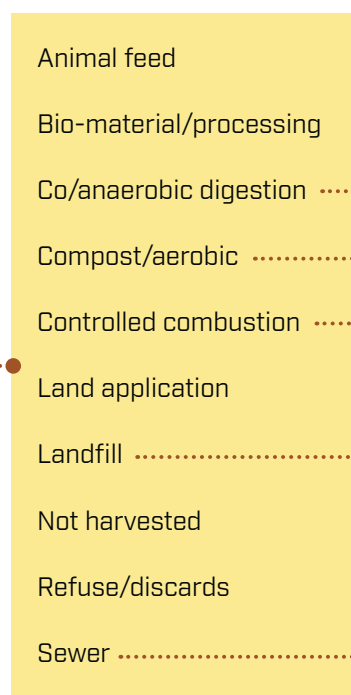 Animal feed
Bio-material/processing
Co/anaerobic digestion
Compost/aerobic
Controlled combustion
Land application
Landfill
Not harvested
Refuse/discards
Sewer